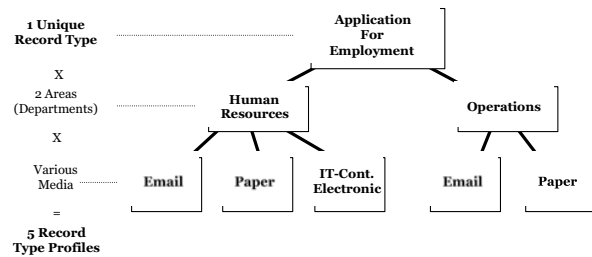 1 Unique
Record Type
Application
For
Employment
X
2 Areas
(Departments)
Human
Resources
Operations
X
Various
Media
Email
Paper
IT-Cont.
Electronic
Email
Paper
=
5 Record
Type Profiles